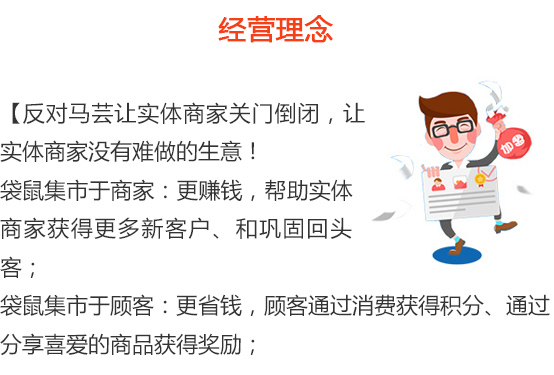 经营理念
【反对马芸让实体商家关门倒闭，让
实体商家没有难做的生意！
袋鼠集市于商家：更赚钱，帮助实体
商家获得更多新客户、和巩固回头
客；
袋鼠集市于顾客：更省钱，顾客通过消费获得积分、通过
分享喜爱的商品获得奖励；
加盟